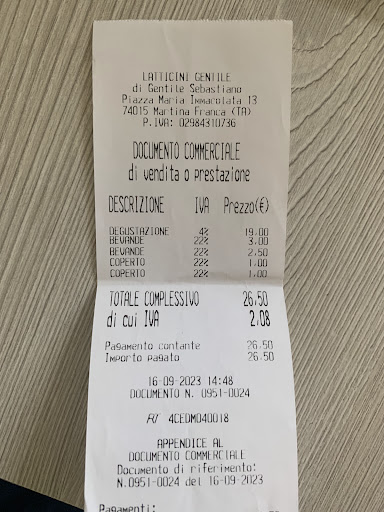 LATTICINI GENTILE
di Gentile Sebastiano
Piazza Maria Immacolata 13
74015 Martina Franca (TA)
P.IVA: 02984310736
DOCUMENTO COMMERCIALE
di vendita o prestazione
DESCRIZIONE IVA Prezzo(€)
DEGUSTAZIONE 4% 19,00
BEVANDE 22% 3,00
BEVANDE 22% 2,50
COPERTO 22% 1,00
COPERTO 22% 1,00
TOTALE COMPLESSIVO 26,50
di cui IVA 2,08
Pagamento contante 26,50
Importo pagato 26,50
16-09-2023 14:48
DOCUMENTO N. 0951-0024
RT 4CEDMD40018
APPENDICE AL
DOCUMENTO COMMERCIALE
Documento di riferimento:
N.0951-0024 del 16-09-2023
Pagamenti: